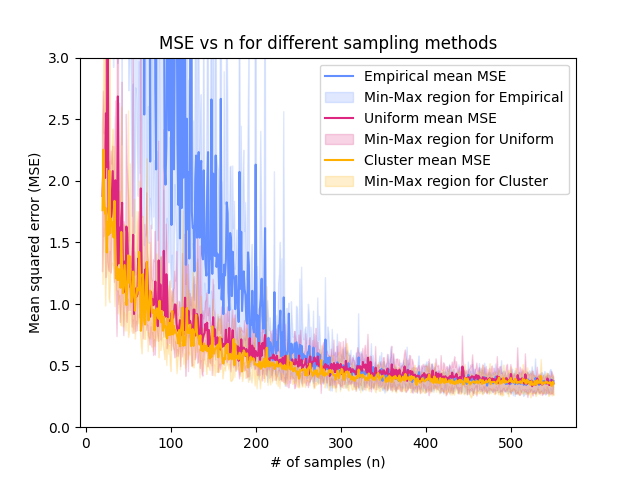 MSE vs n for different sampling methods
Mean squared error (MSE)
3.0
2.5
2.0
1.5
1.0
0.5
0.0
Empirical mean MSE
Min-Max region for Empirical
Uniform mean MSE
Min-Max region for Uniform
Cluster mean MSE
Min-Max region for Cluster
0 100 200 300 400 500
# of samples (n)